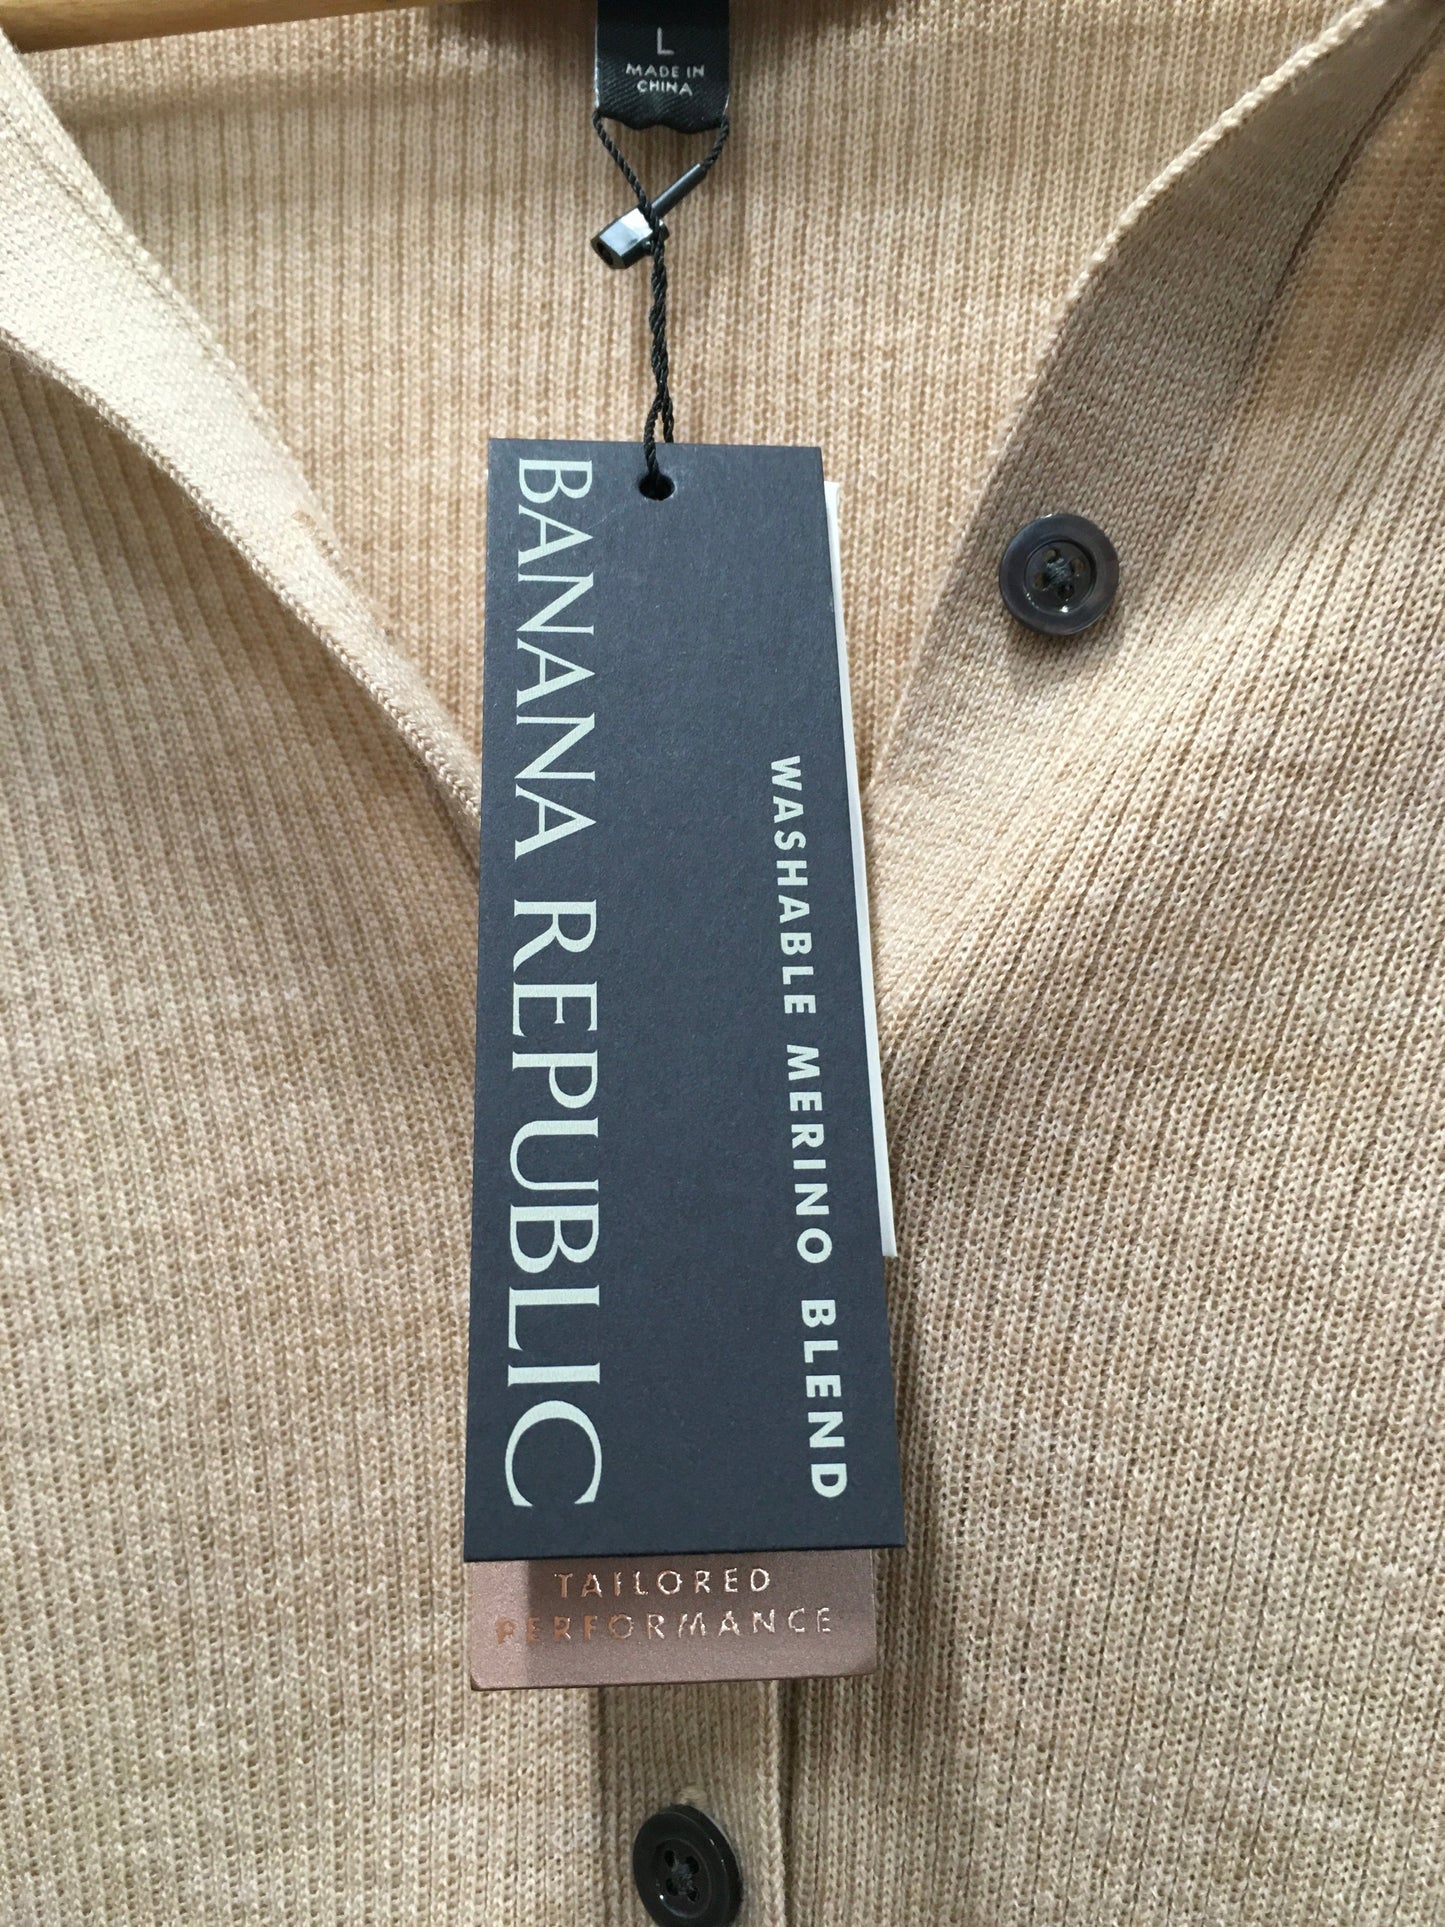 L
MADE IN
CHINA
BANANA REPUBLIC
WASHABLE MERINO BLEND
TAILORED
PERFORMANCE